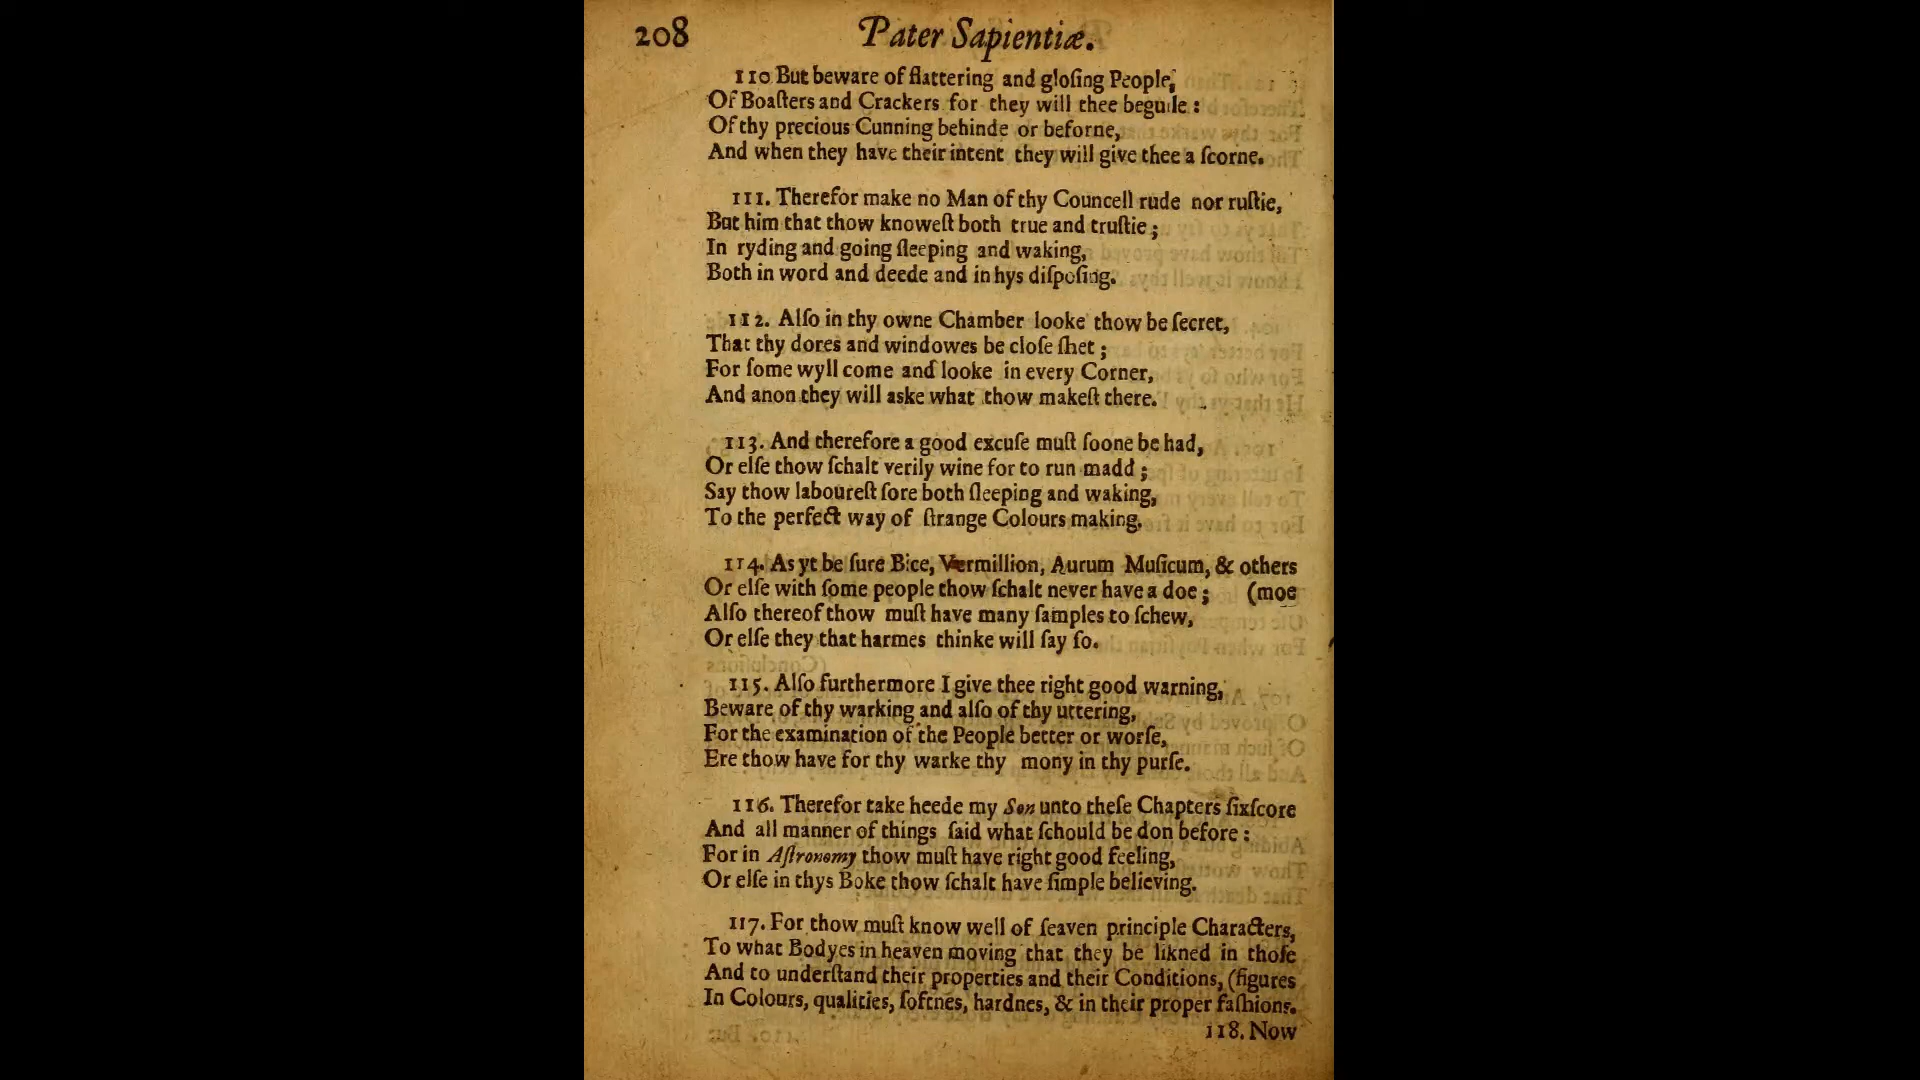 208 Pater Sapientiæ.
110 But beware of flattering and gloſing People,
Of Boaſters and Crackers for they will thee beguile :
Of thy precious Cunning behinde or beforne,
And when they have their intent they will give thee a ſcorne.
111. Therefor make no Man of thy Councell rude nor ruſtie,
But him that thow knoweſt both true and truſtie ;
In ryding and going ſleeping and waking,
Both in word and deede and in hys diſpoſing.
112. Alſo in thy owne Chamber looke thow be ſecret,
That thy dores and windowes be cloſe ſhet ;
For ſome wyll come and looke in every Corner,
And anon they will aske what thow makeſt there.
113. And therefore a good excuſe muſt ſoone be had,
Or elſe thow ſchalt verily wine for to run madd ;
Say thow laboureſt ſore both ſleeping and waking,
To the perfect way of ſtrange Colours making.
114. As yt be ſure Bice, Vermillion, Aurum Muſicum, & others
Or elſe with ſome people thow ſchalt never have a doe ; (moe
Alſo thereof thow muſt have many ſamples to ſchew,
Or elſe they that harmes thinke will ſay ſo.
115. Alſo furthermore I give thee right good warning,
Beware of thy warking and alſo of thy uttering,
For the examination of the People better or worſe,
Ere thow have for thy warke thy mony in thy purſe.
116. Therefor take heede my Son unto theſe Chapters ſixſcore
And all manner of things ſaid what ſchould be don before :
For in Aſtronomy thow muſt have right good feeling,
Or elſe in thys Boke thow ſchalt have ſimple believing.
117. For thow muſt know well of ſeaven principle Characters,
To what Bodyes in heaven moving that they be likned in thoſe
And to underſtand their properties and their Conditions, (figures
In Colours, qualities, ſoftnes, hardnes, & in their proper faſhions.
118. Now